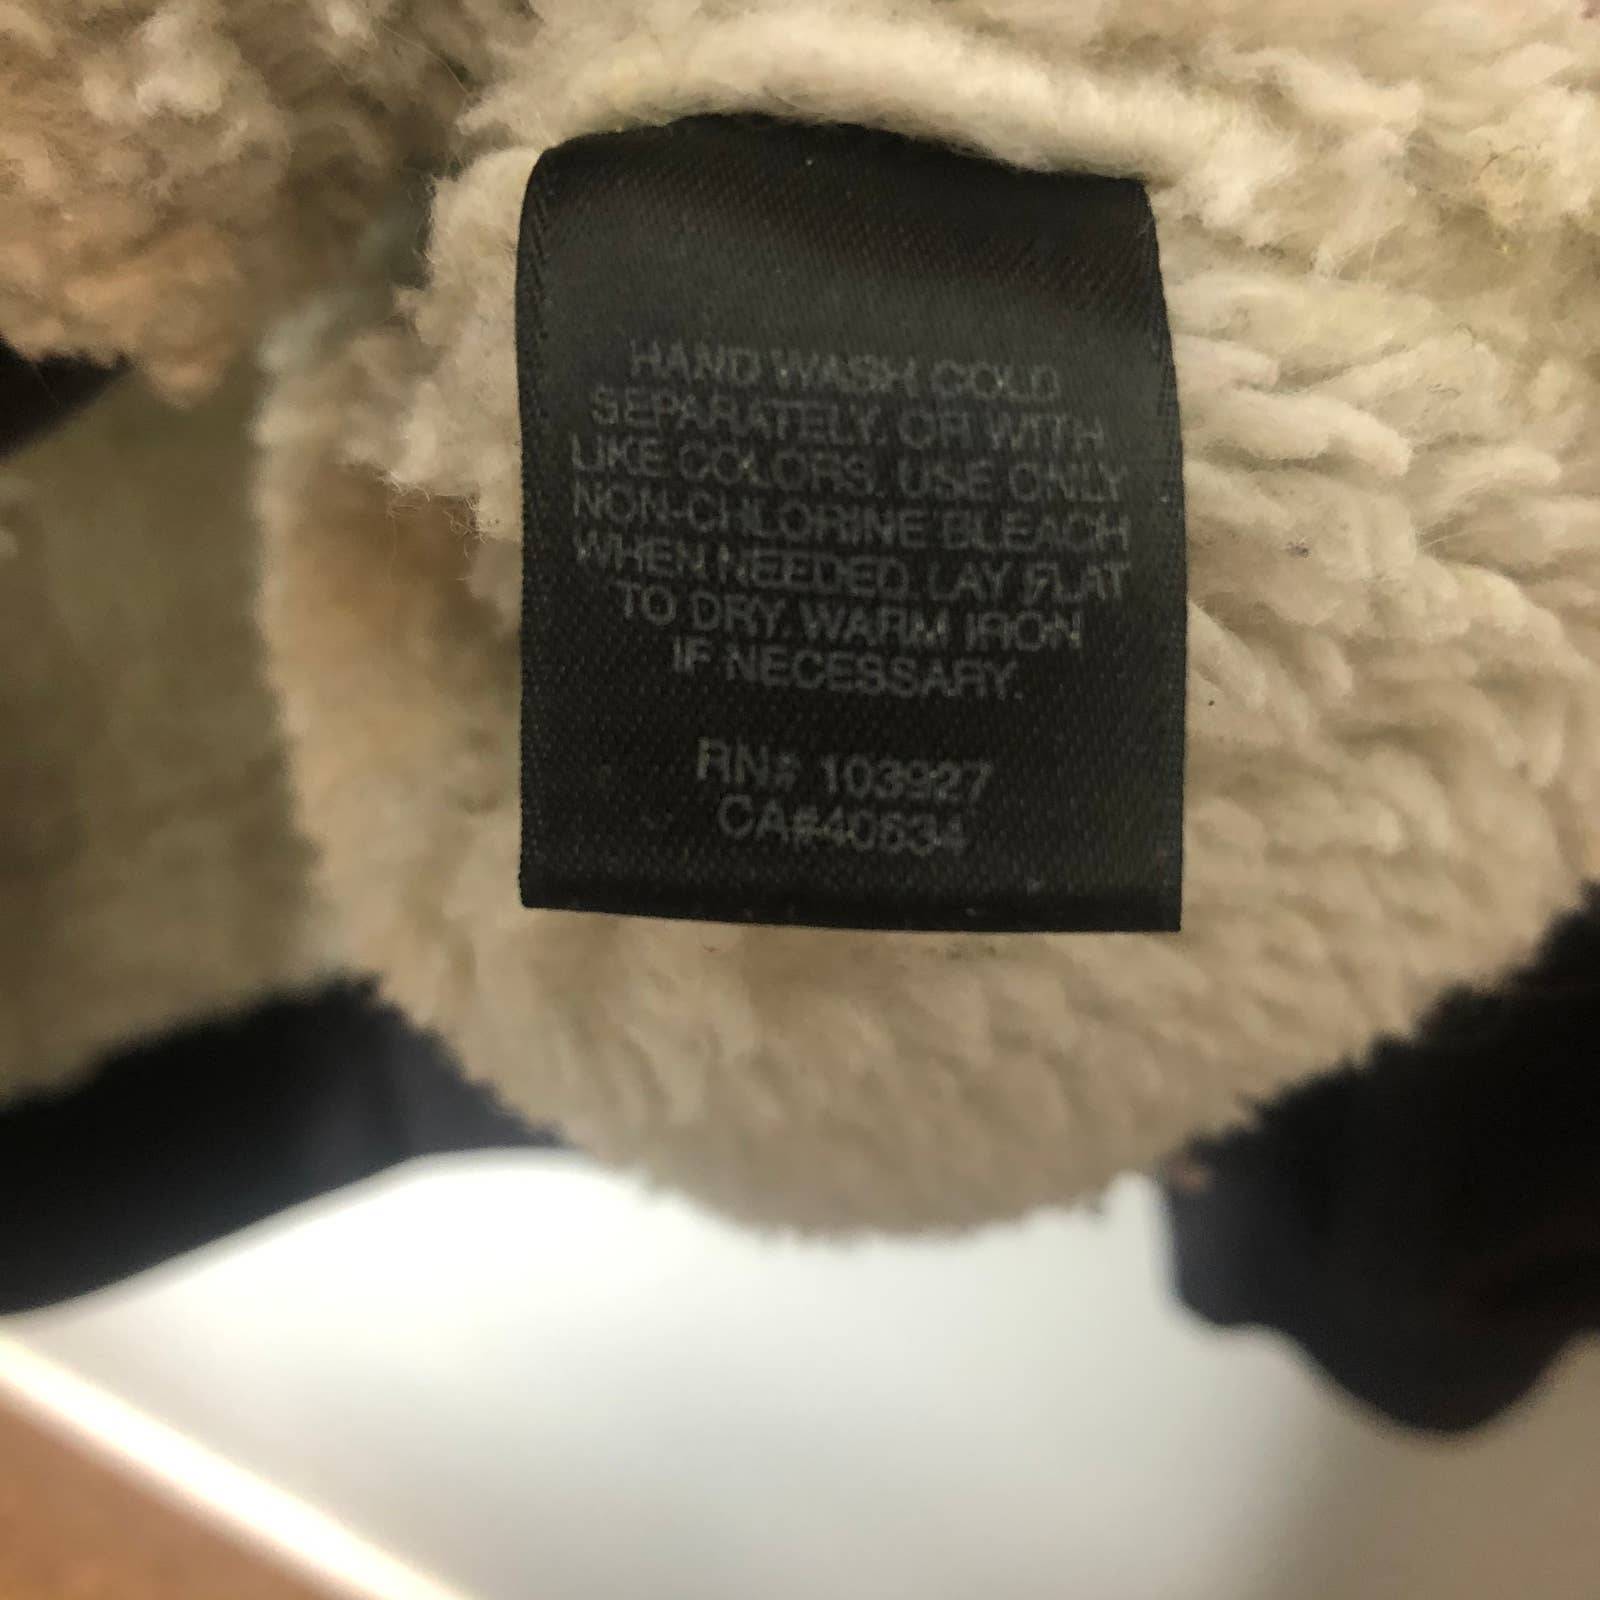 HAND WASH COLD
SEPARATELY. OR WITH
LIKE COLORS. USE ONLY
NON-CHLORINE BLEACH
WHEN NEEDED. LAY FLAT
TO DRY. WARM IRON
IF NECESSARY.
RN# 103927
CA#40634